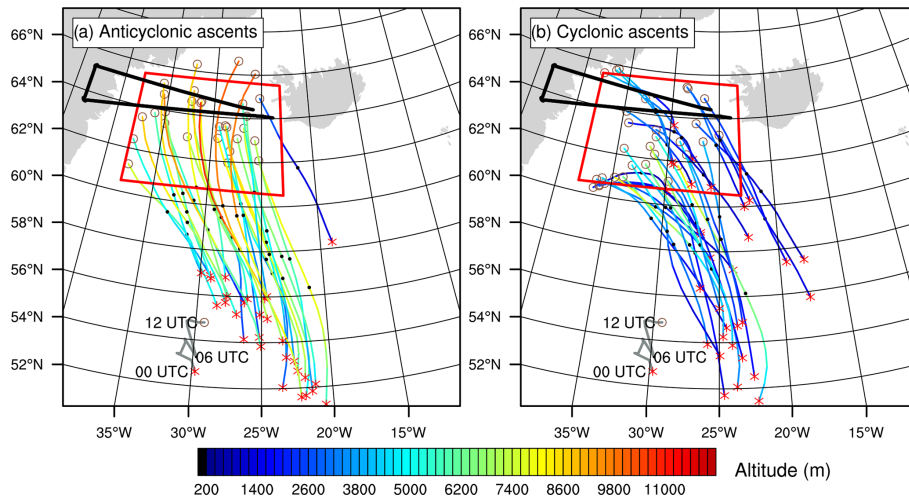 (a) Anticyclonic ascents
(b) Cyclonic ascents
66°N
64°N
62°N
60°N
58°N
56°N
54°N
52°N
12 UTC
06 UTC
00 UTC
35°W
30°W
25°W
20°W
15°W
66°N
64°N
62°N
60°N
58°N
56°N
54°N
52°N
12 UTC
06 UTC
00 UTC
35°W
30°W
25°W
20°W
15°W
200 1400 2600 3800 5000 6200 7400 8600 9800 11000
Altitude (m)